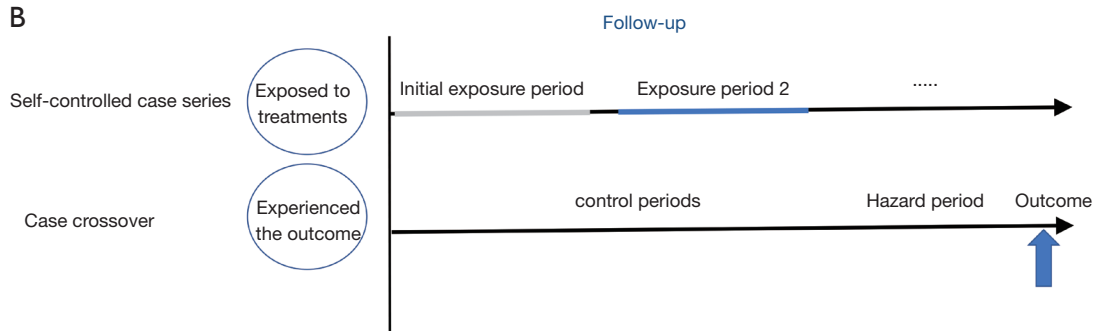 B
Follow-up
Self-controlled case series
Exposed to
treatments
Initial exposure period
Exposure period 2
.....
Case crossover
Experienced
the outcome
control periods
Hazard period
Outcome